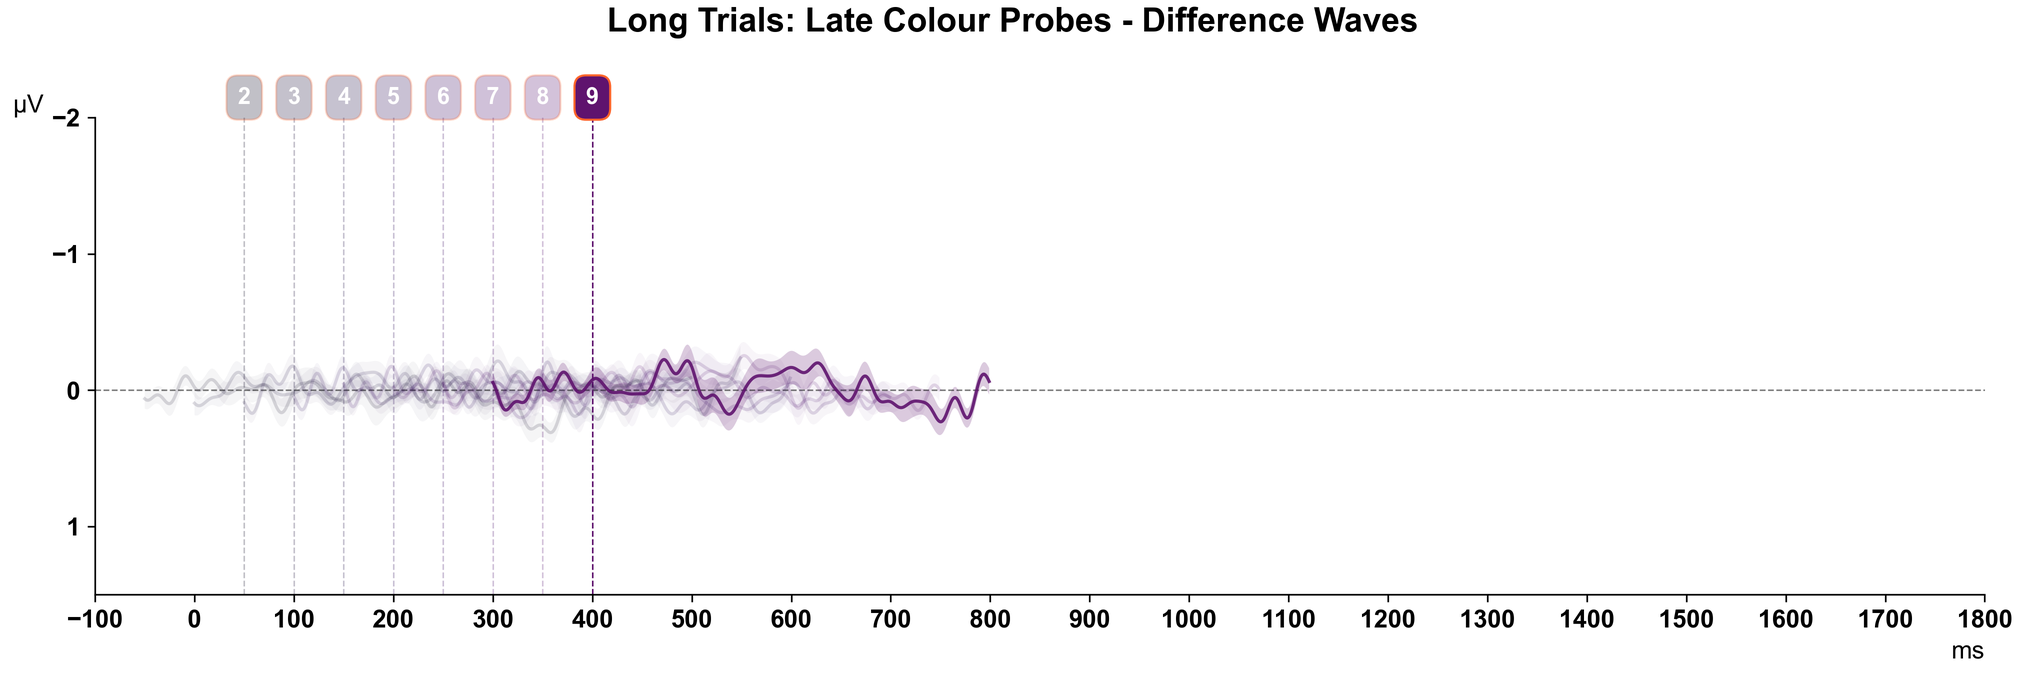 Long Trials: Late Colour Probes - Difference Waves
2 3 4 5 6 7 8 9
µV
−2
−1
0
1
−100 0 100 200 300 400 500 600 700 800 900 1000 1100 1200 1300 1400 1500 1600 1700 1800
ms